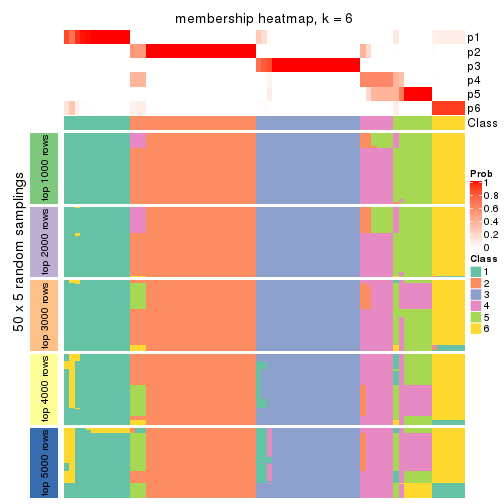 membership heatmap, k = 6
p1
p2
p3
p4
p5
p6
Class
50 x 5 random samplings
top 1000 rows
top 2000 rows
top 3000 rows
top 4000 rows
top 5000 rows
Prob
1
0.8
0.6
0.4
0.2
0
Class
1
2
3
4
5
6